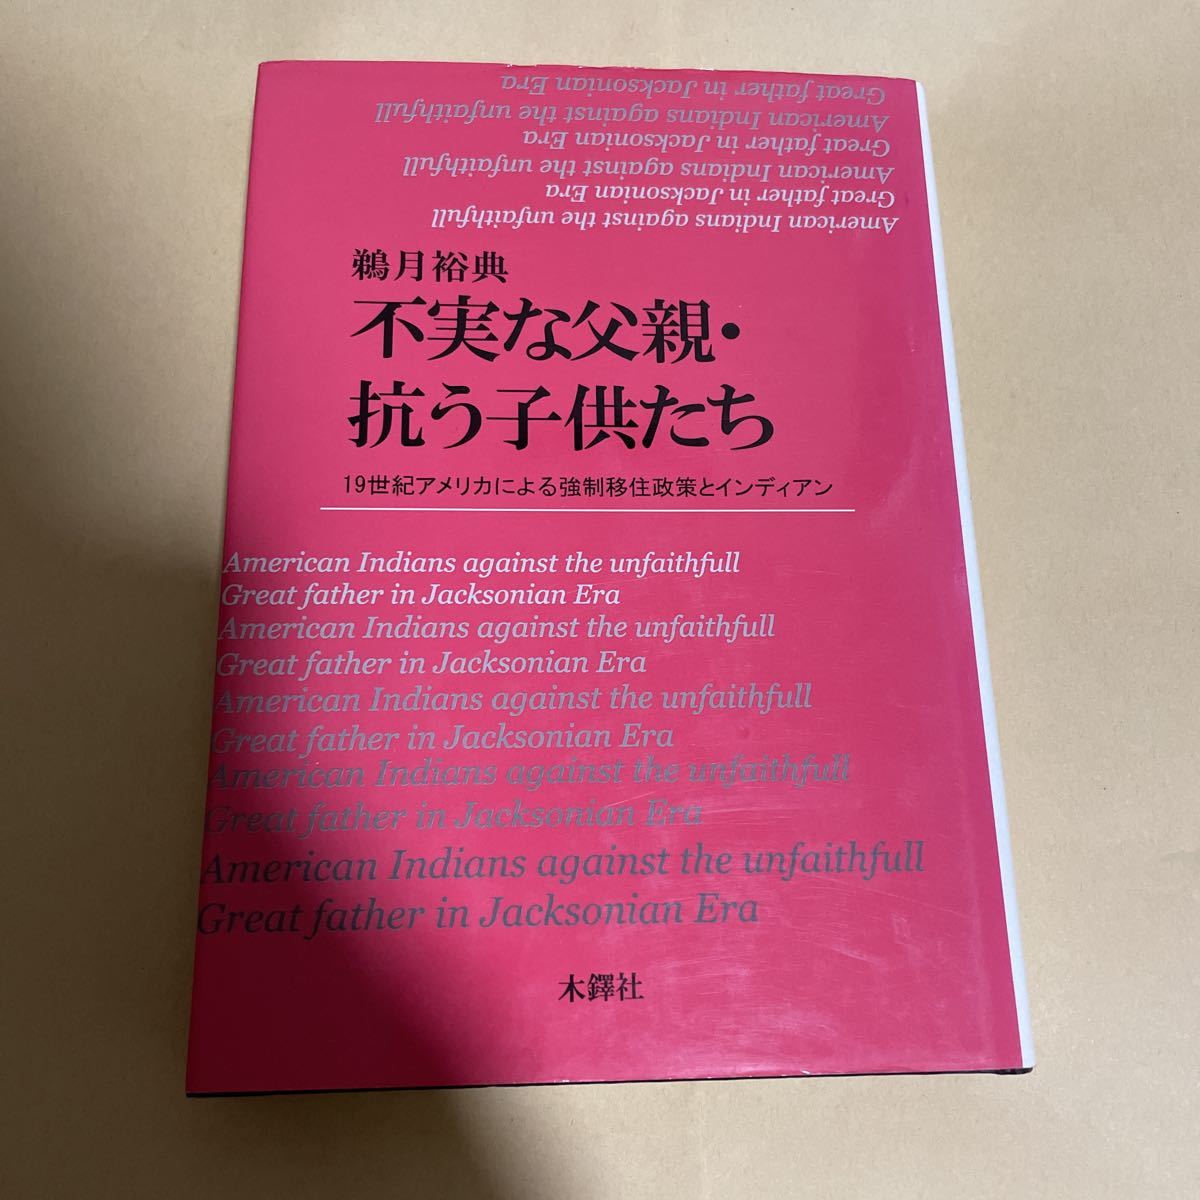 Great father in Jacksonian Era
American Indians against the unfaithfull
Great father in Jacksonian Era
American Indians against the unfaithfull
Great father in Jacksonian Era
American Indians against the unfaithfull
鵜月裕典
不実な父親・
抗う子供たち
19世紀アメリカによる強制移住政策とインディアン
American Indians against the unfaithfull
Great father in Jacksonian Era
American Indians against the unfaithfull
Great father in Jacksonian Era
American Indians against the unfaithfull
Great father in Jacksonian Era
American Indians against the unfaithfull
Great father in Jacksonian Era
American Indians against the unfaithfull
Great father in Jacksonian Era
木鐸社